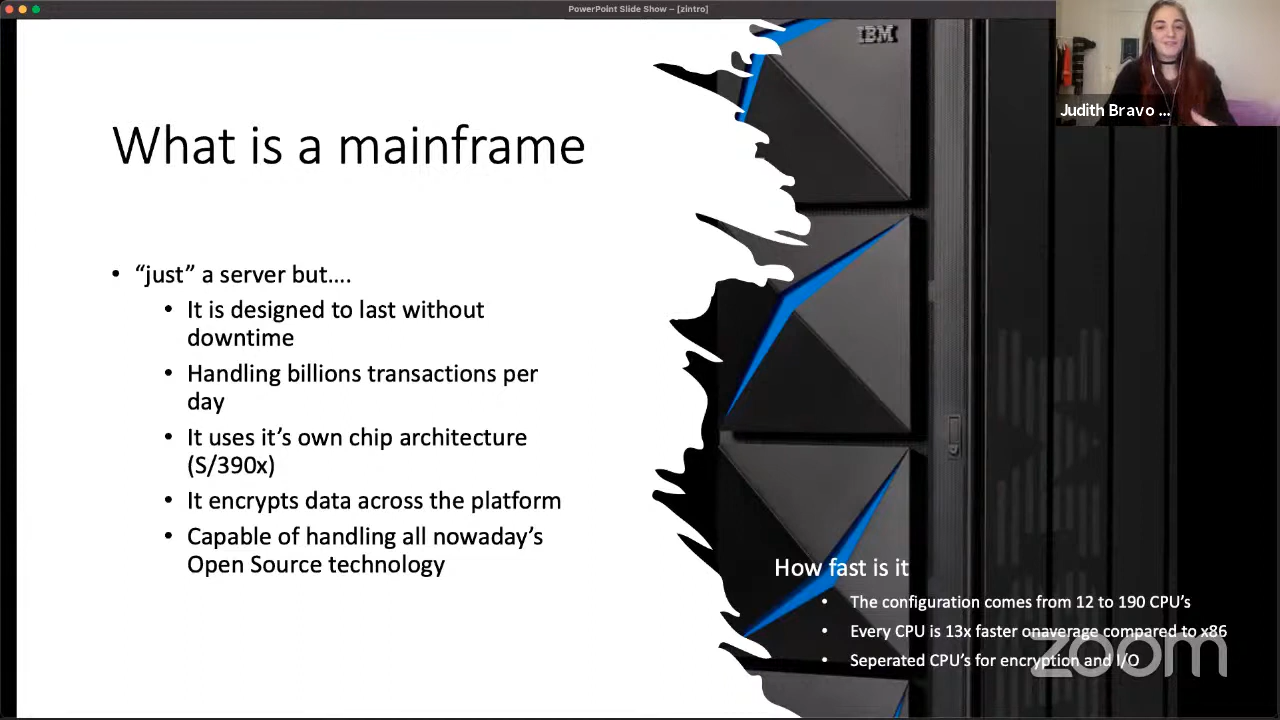 PowerPoint Slide Show – [zintro]
IBM
Judith Bravo ...
What is a mainframe
• “just” a server but....
• It is designed to last without
downtime
• Handling billions transactions per
day
• It uses it’s own chip architecture
(S/390x)
• It encrypts data across the platform
• Capable of handling all nowaday’s
Open Source technology
How fast is it
• The configuration comes from 12 to 190 CPU’s
• Every CPU is 13x faster onaverage compared to x86
• Seperated CPU’s for encryption and I/O
zoom